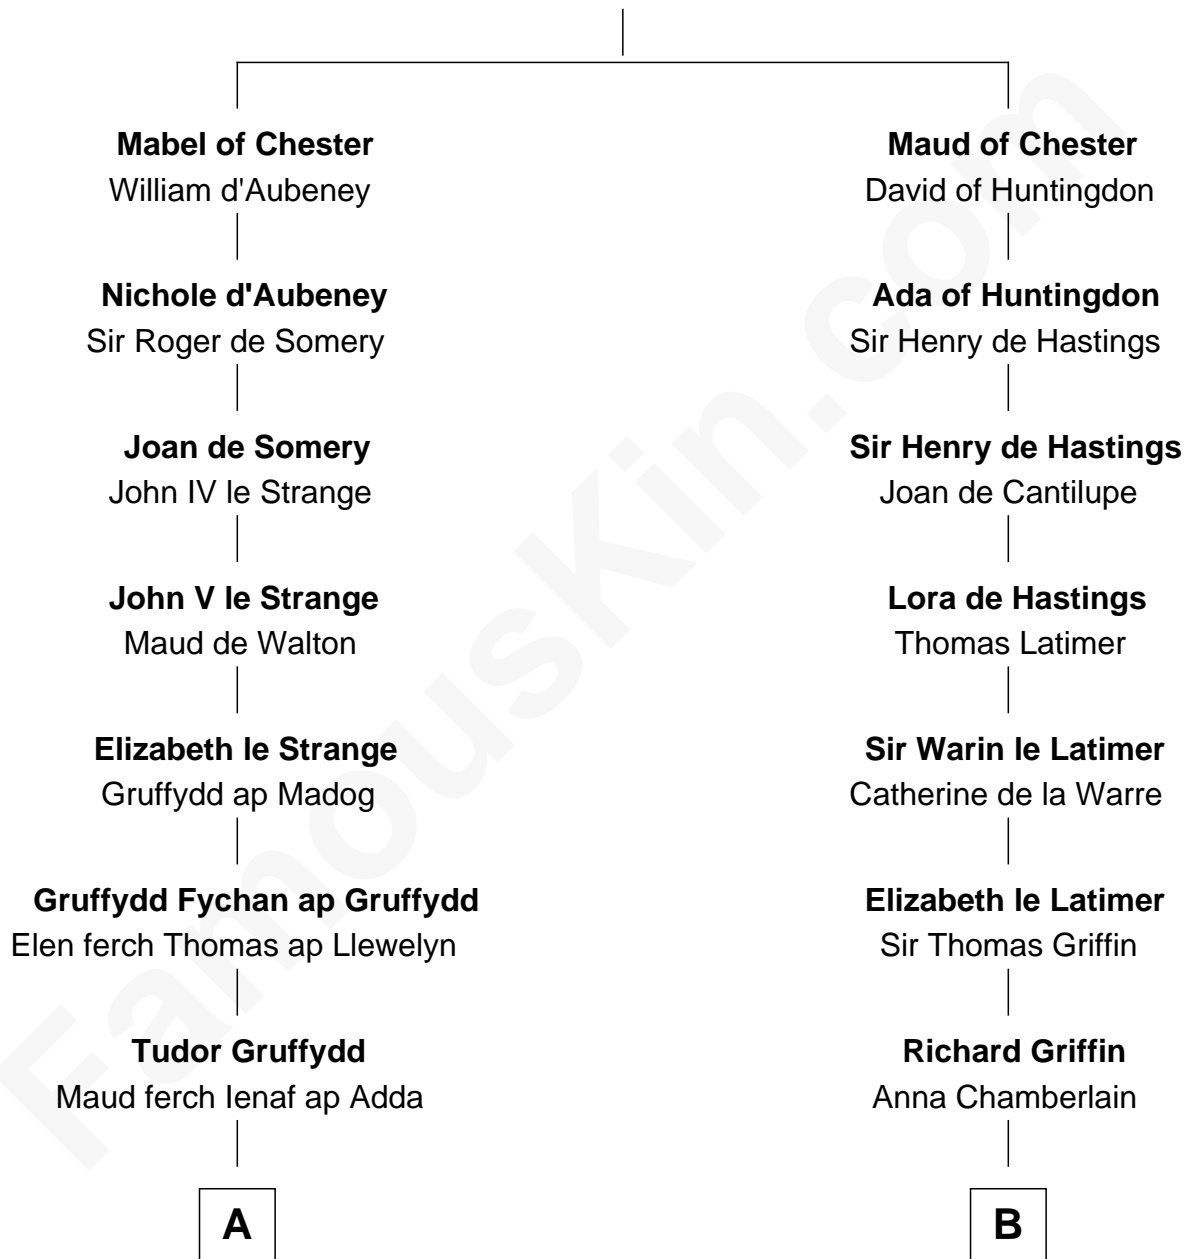 Mabel of Chester
William d'Aubeney
Nichole d'Aubeney
Sir Roger de Somery
Joan de Somery
John IV le Strange
John V le Strange
Maud de Walton
Elizabeth le Strange
Gruffydd ap Madog
Gruffydd Fychan ap Gruffydd
Elen ferch Thomas ap Llewelyn
Tudor Gruffydd
Maud ferch Ienaf ap Adda
A
Maud of Chester
David of Huntingdon
Ada of Huntingdon
Sir Henry de Hastings
Sir Henry de Hastings
Joan de Cantilupe
Lora de Hastings
Thomas Latimer
Sir Warin le Latimer
Catherine de la Warre
Elizabeth le Latimer
Sir Thomas Griffin
Richard Griffin
Anna Chamberlain
B
FamousKin.com